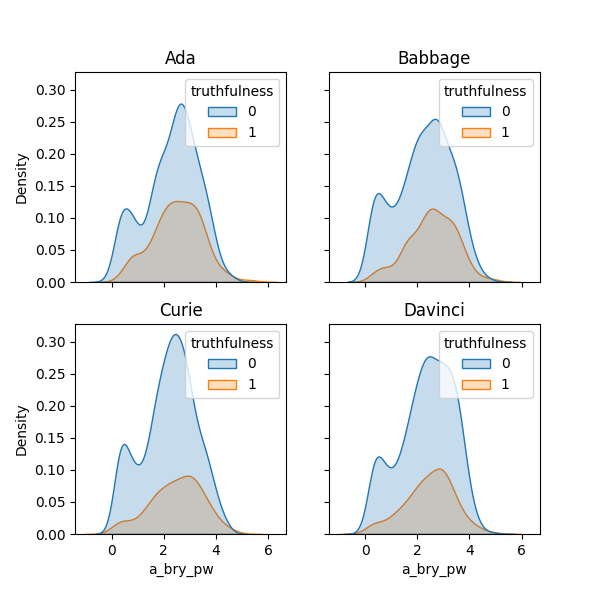 Ada
Babbage
truthfulness
0
1
truthfulness
0
1
Density
0.30
0.25
0.20
0.15
0.10
0.05
0.00
Curie
Davinci
truthfulness
0
1
truthfulness
0
1
Density
0.30
0.25
0.20
0.15
0.10
0.05
0.00
0 2 4 6
0 2 4 6
a_bry_pw
a_bry_pw